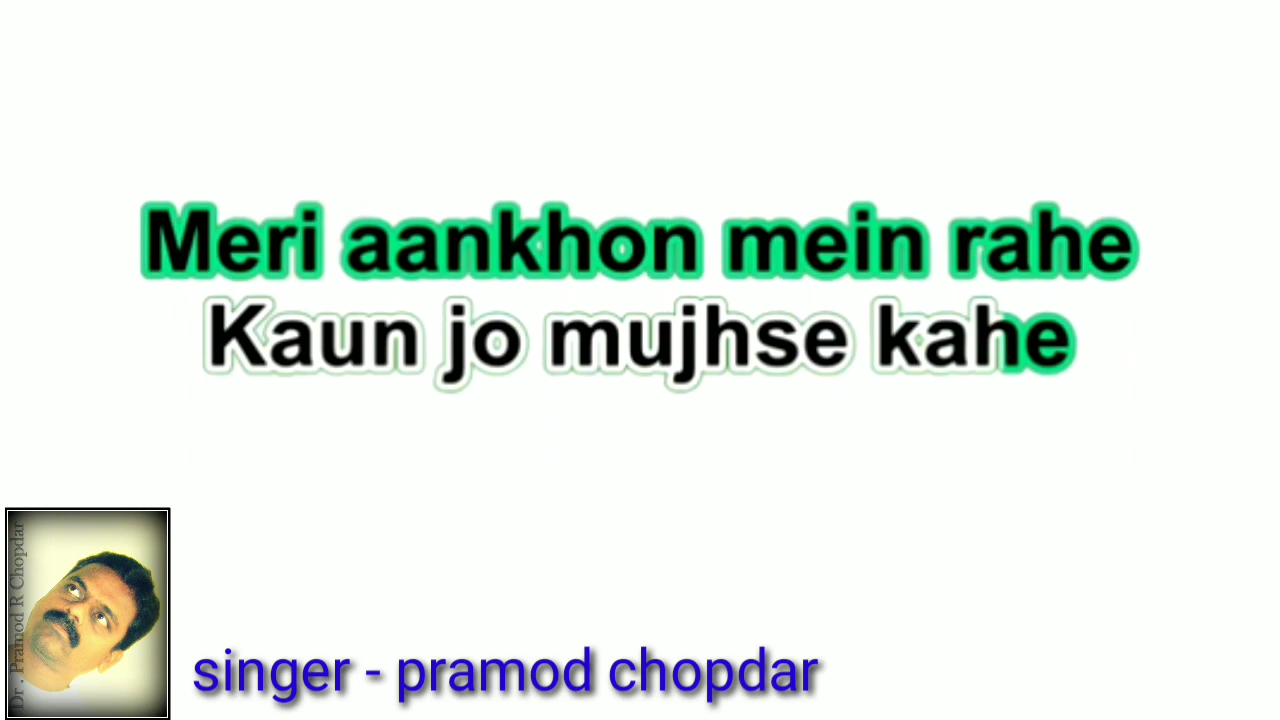 Meri aankhon mein rahe
Kaun jo mujhse kahe
Dr . Pramod R Chopdar
singer - pramod chopdar